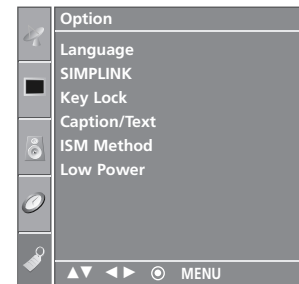 Option
Language
SIMPLINK
Key Lock
Caption/Text
ISM Method
Low Power
▲▼ ◄► ◉ MENU